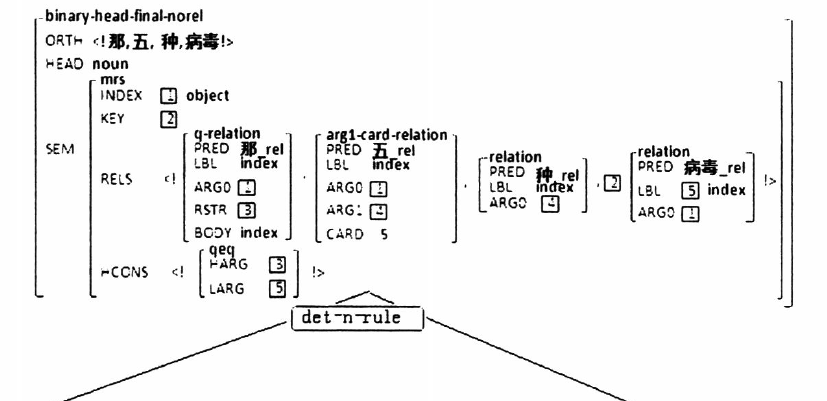 binary-head-final-norel
ORTH <!那,五, 种,病毒!>
HEAD noun
mrs
INDEX 1 object
KEY 2
SEM
RELS <!
q-relation
PRED 那_rel
LBL index
ARG0 1
RSTR 3
BODY index
,
arg1-card-relation
PRED 五_rel
LBL index
ARG0 1
ARG1 4
CARD 5
,
relation
PRED 种_rel
LBL index
ARG0 4
, 2
relation
PRED 病毒_rel
LBL 5 index
ARG0 1
!>
HCONS <!
qeq
HARG 3
LARG 5
!>
det-n-rule